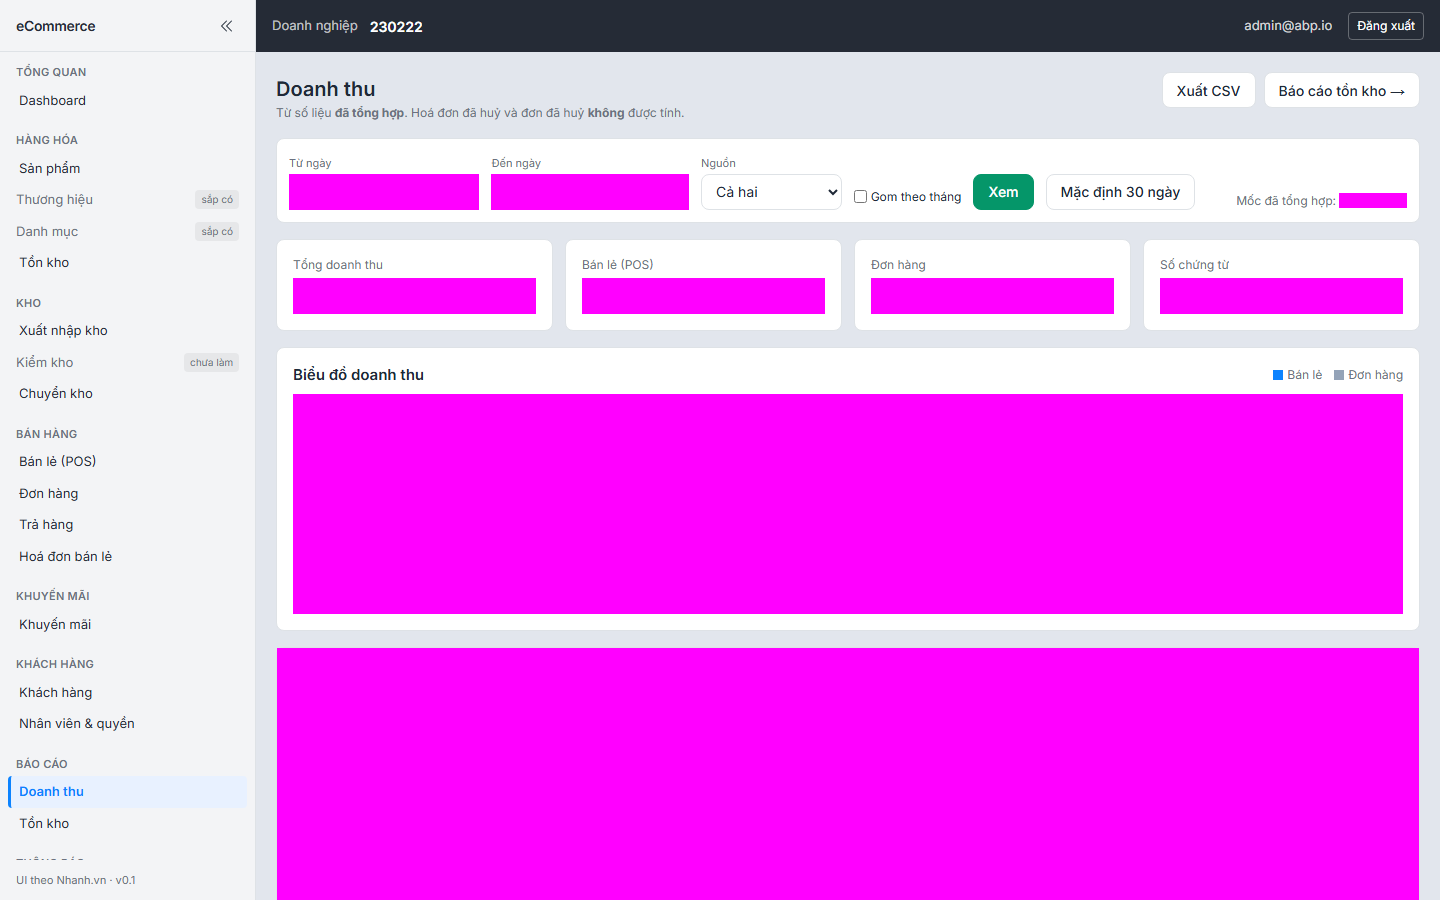 eCommerce
TỔNG QUAN
Dashboard
HÀNG HÓA
Sản phẩm
Thương hiệu
sắp có
Danh mục
sắp có
Tồn kho
KHO
Xuất nhập kho
Kiểm kho
chưa làm
Chuyển kho
BÁN HÀNG
Bán lẻ (POS)
Đơn hàng
Trả hàng
Hoá đơn bán lẻ
KHUYẾN MÃI
Khuyến mãi
KHÁCH HÀNG
Khách hàng
Nhân viên & quyền
BÁO CÁO
Doanh thu
Tồn kho
UI theo Nhanh.vn · v0.1
Doanh nghiệp 230222
admin@abp.io
Đăng xuất
Doanh thu
Từ số liệu đã tổng hợp. Hoá đơn đã huỷ và đơn đã huỷ không được tính.
Xuất CSV
Báo cáo tồn kho →
Từ ngày
Đến ngày
Nguồn
Cả hai
Gom theo tháng
Xem
Mặc định 30 ngày
Mốc đã tổng hợp:
Tổng doanh thu
Bán lẻ (POS)
Đơn hàng
Số chứng từ
Biểu đồ doanh thu
Bán lẻ
Đơn hàng